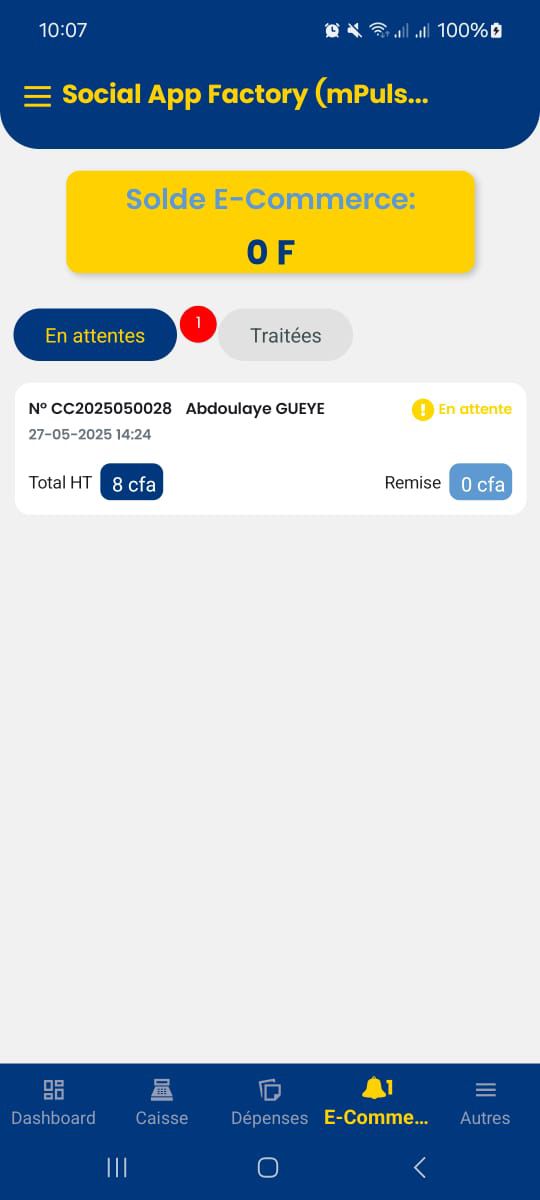 10:07 100%
Social App Factory (mPuls...
Solde E-Commerce:
0 F
En attentes 1 Traitées
N° CC2025050028 Abdoulaye GUEYE En attente
27-05-2025 14:24
Total HT 8 cfa Remise 0 cfa
1
Dashboard Caisse Dépenses E-Comme... Autres